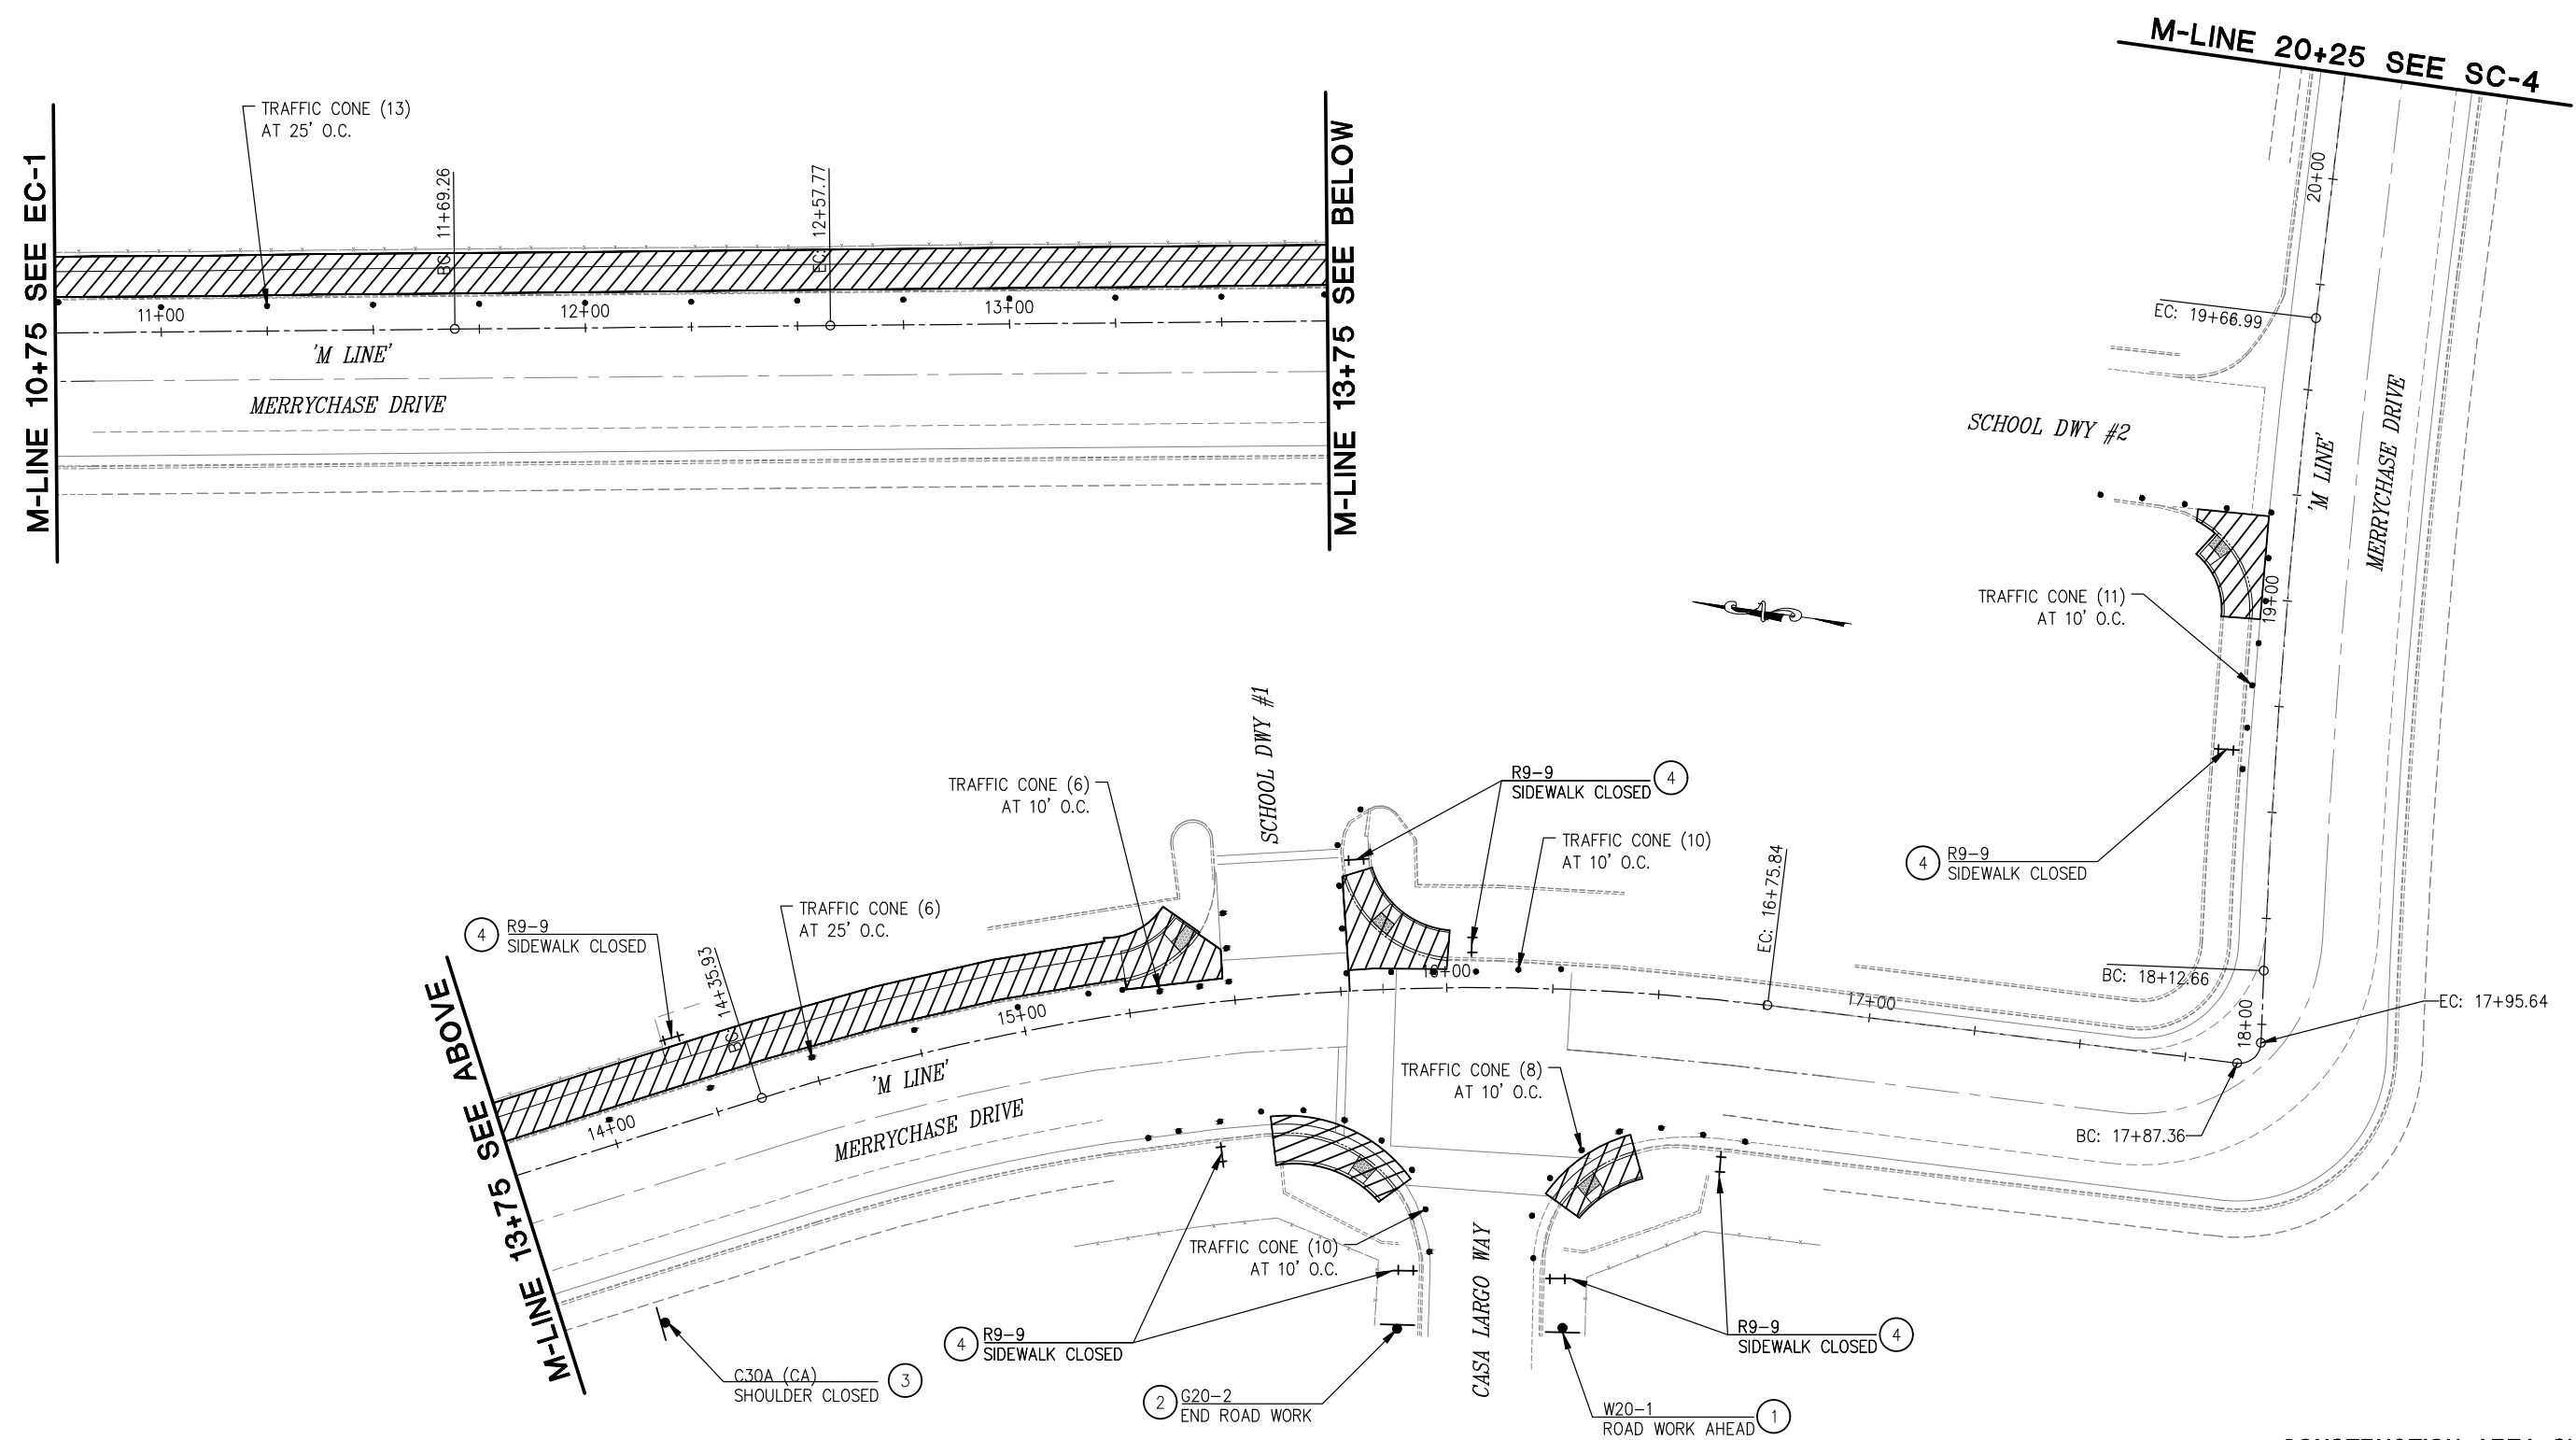 M-LINE 20+25 SEE SC-4
TRAFFIC CONE (13)
AT 25' O.C.
M-LINE 10+75 SEE EC-1
BC: 11+69.26
EC: 12+57.77
M-LINE 13+75 SEE BELOW
11+00
12+00
13+00
'M LINE'
MERRYCHASE DRIVE
20+00
EC: 19+66.99
SCHOOL DWY #2
'M LINE'
MERRYCHASE DRIVE
TRAFFIC CONE (11)
AT 10' O.C.
19+00
4
R9-9
SIDEWALK CLOSED
BC: 18+12.66
18+00
EC: 17+95.64
BC: 17+87.36
SCHOOL DWY #1
TRAFFIC CONE (6)
AT 10' O.C.
R9-9
SIDEWALK CLOSED
4
TRAFFIC CONE (10)
AT 10' O.C.
EC: 16+75.84
16+00
17+00
4
R9-9
SIDEWALK CLOSED
TRAFFIC CONE (6)
AT 25' O.C.
BC: 14+35.93
M-LINE 13+75 SEE ABOVE
14+00
15+00
'M LINE'
MERRYCHASE DRIVE
TRAFFIC CONE (8)
AT 10' O.C.
TRAFFIC CONE (10)
AT 10' O.C.
CASA LARGO WAY
4
R9-9
SIDEWALK CLOSED
R9-9
SIDEWALK CLOSED
4
C30A (CA)
SHOULDER CLOSED
3
2
G20-2
END ROAD WORK
W20-1
ROAD WORK AHEAD
1